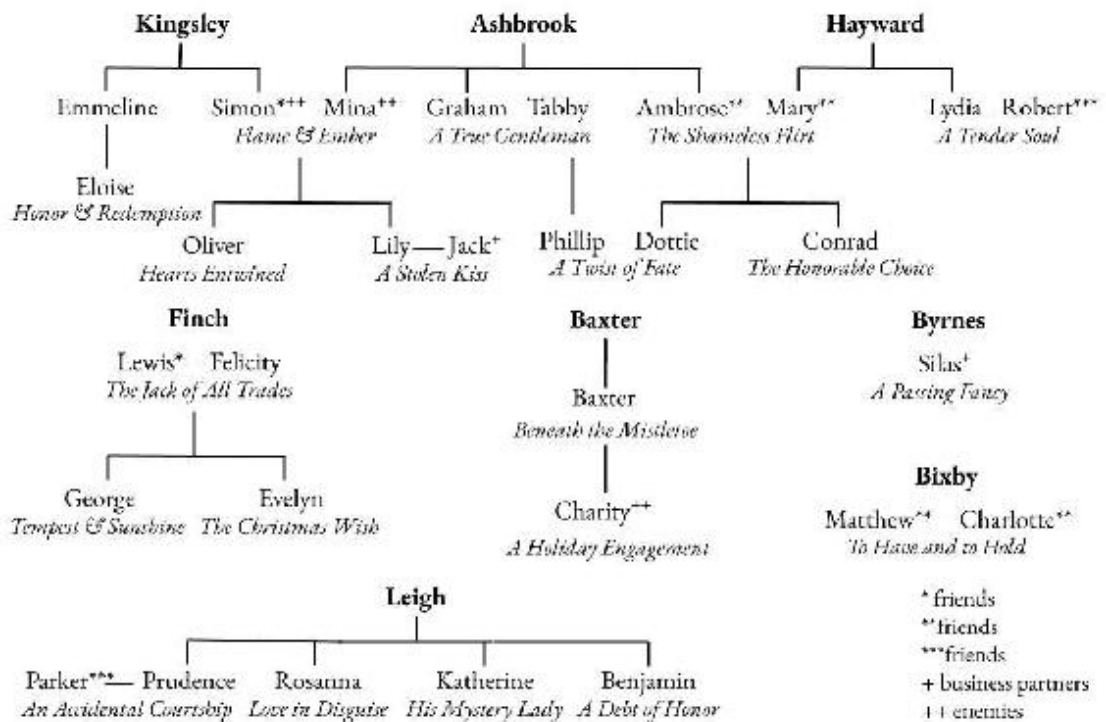 Kingsley Ashbrook Hayward
Emmeline Simon*++ Mina++ Graham Tabby Ambrose** Mary** Lydia Robert***
Flame & Ember A True Gentleman The Shameless Flirt A Tender Soul
Eloise
Honor & Redemption
Oliver Lily — Jack+ Phillip Dottie Conrad
Hearts Entwined A Stolen Kiss A Twist of Fate The Honorable Choice
Finch Baxter Byrnes
Lewis* Felicity Silas+
The Jack of All Trades A Passing Fancy
Baxter
Beneath the Mistletoe
George Evelyn Bixby
Tempest & Sunshine The Christmas Wish Charity++ Matthew** Charlotte**
A Holiday Engagement To Have and to Hold
Leigh
* friends
**friends
***friends
+ business partners
++ enemies
Parker***— Prudence Rosanna Katherine Benjamin
An Accidental Courtship Love in Disguise His Mystery Lady A Debt of Honor